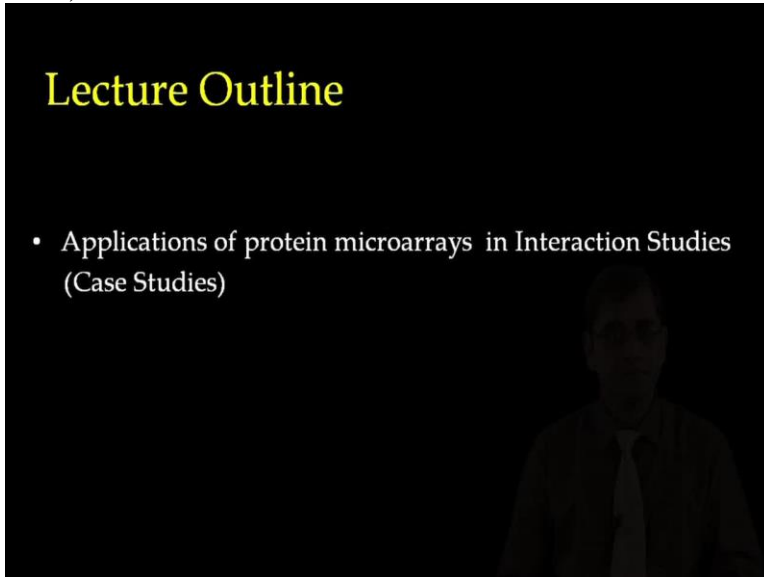 Lecture Outline
• Applications of protein microarrays in Interaction Studies
(Case Studies)